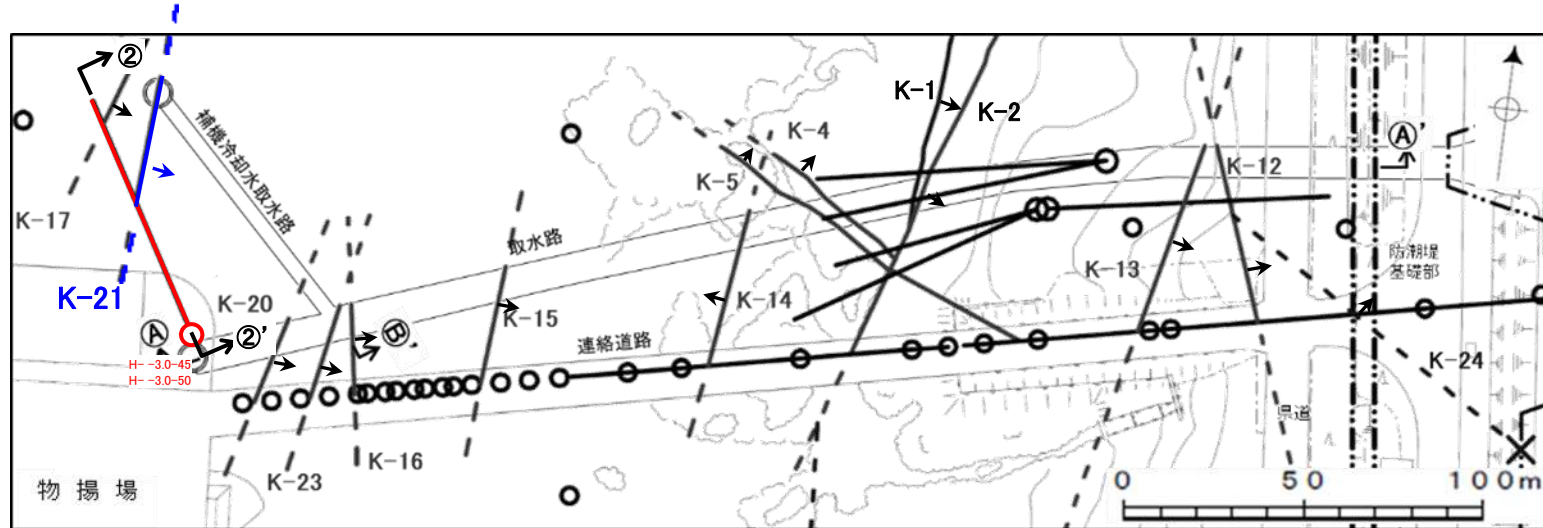 ②'
補機冷却水取水路
K-17
K-21
K-20
Ⓐ
②'
H- -3.0-45
H- -3.0-50
Ⓑ'
K-23
K-16
K-15
取水路
連絡道路
K-14
K-5
K-4
K-1
K-2
K-12
K-13
Ⓐ'
防潮堤
基礎部
K-24
県道
物揚場
0 50 100m